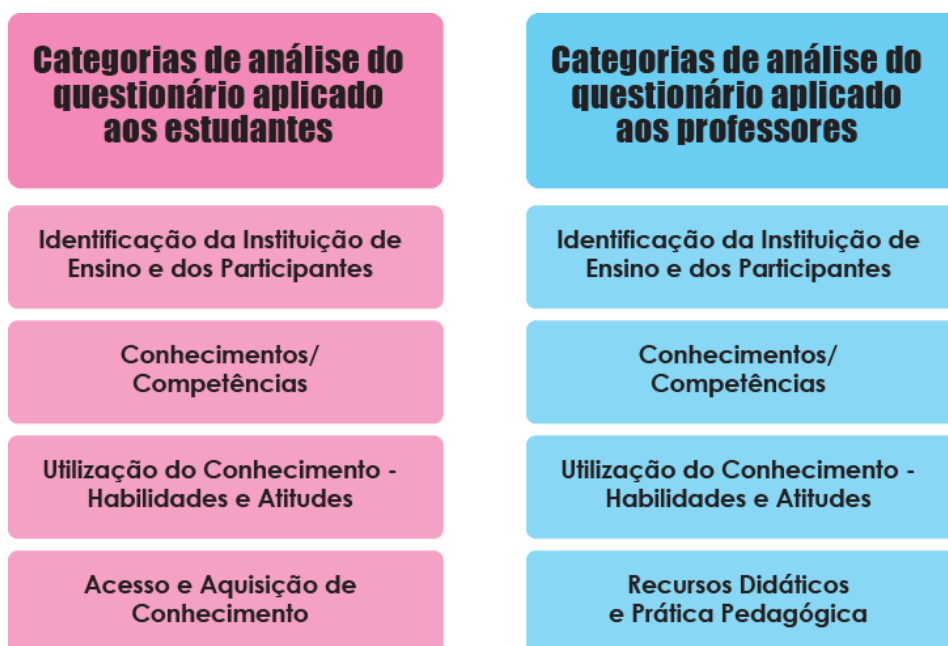 Categorias de análise do
questionário aplicado
aos estudantes
Identificação da Instituição de
Ensino e dos Participantes
Conhecimentos/
Competências
Utilização do Conhecimento -
Habilidades e Atitudes
Acesso e Aquisição de
Conhecimento
Categorias de análise do
questionário aplicado
aos professores
Identificação da Instituição de
Ensino e dos Participantes
Conhecimentos/
Competências
Utilização do Conhecimento -
Habilidades e Atitudes
Recursos Didáticos
e Prática Pedagógica